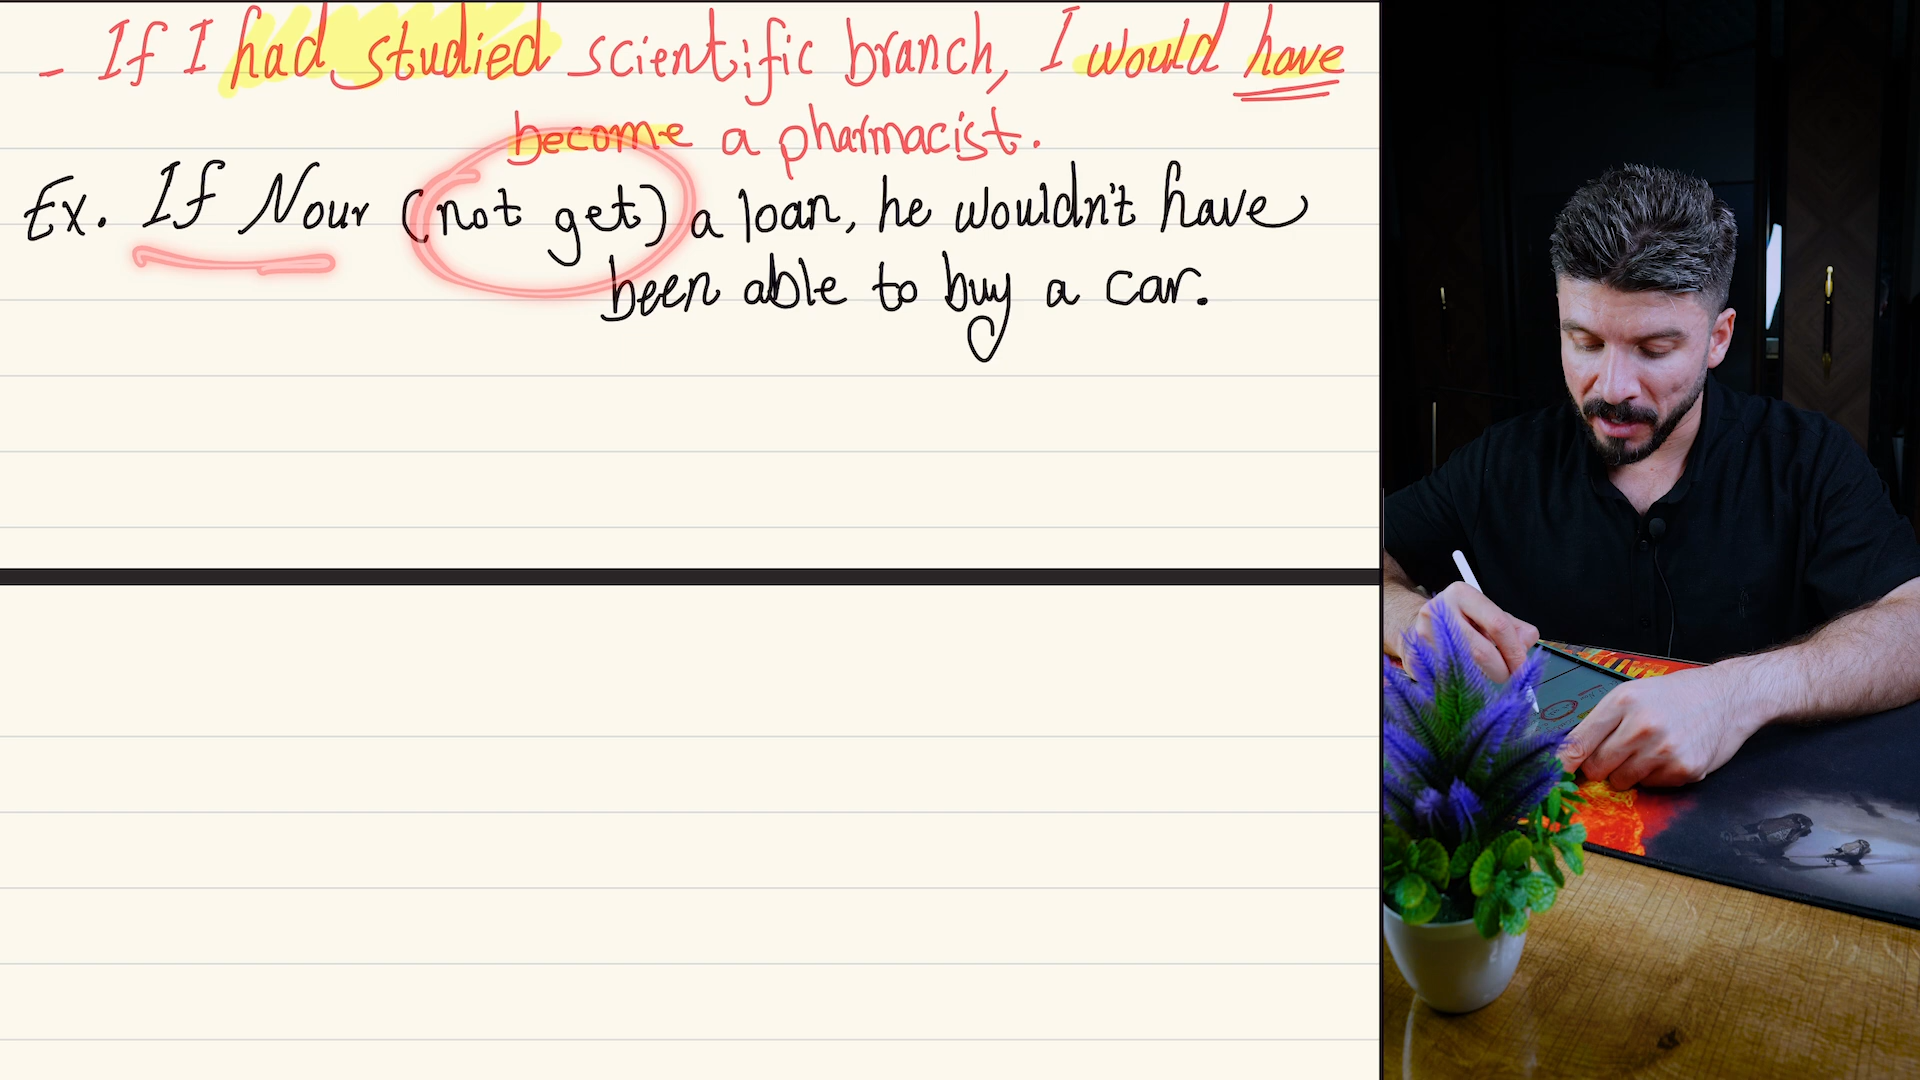 - If I had studied scientific branch, I would have
become a pharmacist.
Ex. If Nour (not get) a loan, he wouldn't have
been able to buy a car.